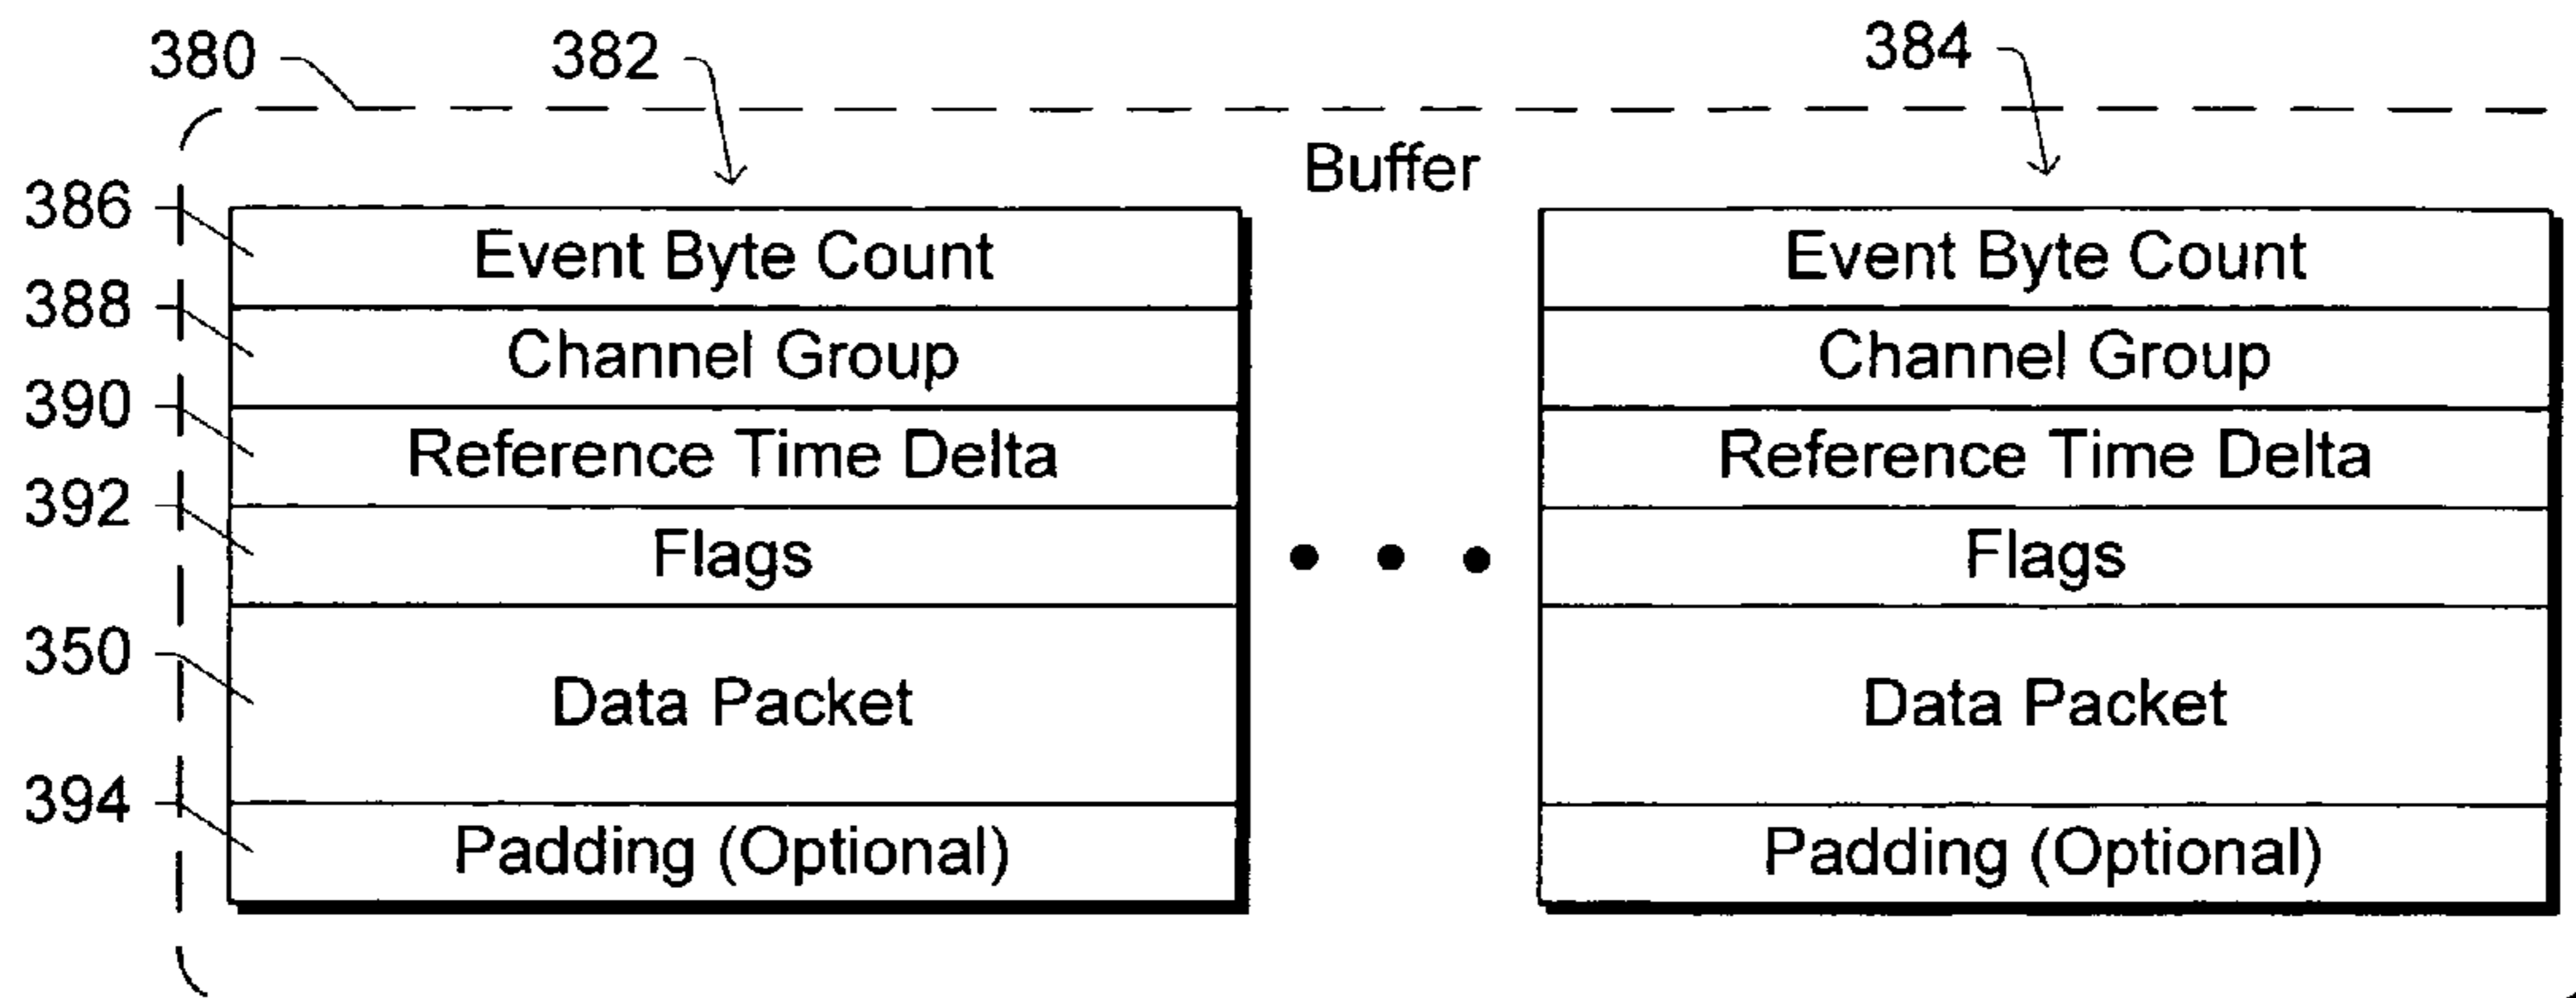 380 382 384
Buffer
386 Event Byte Count Event Byte Count
388 Channel Group Channel Group
390 Reference Time Delta Reference Time Delta
392 Flags Flags
350 Data Packet Data Packet
394 Padding (Optional) Padding (Optional)